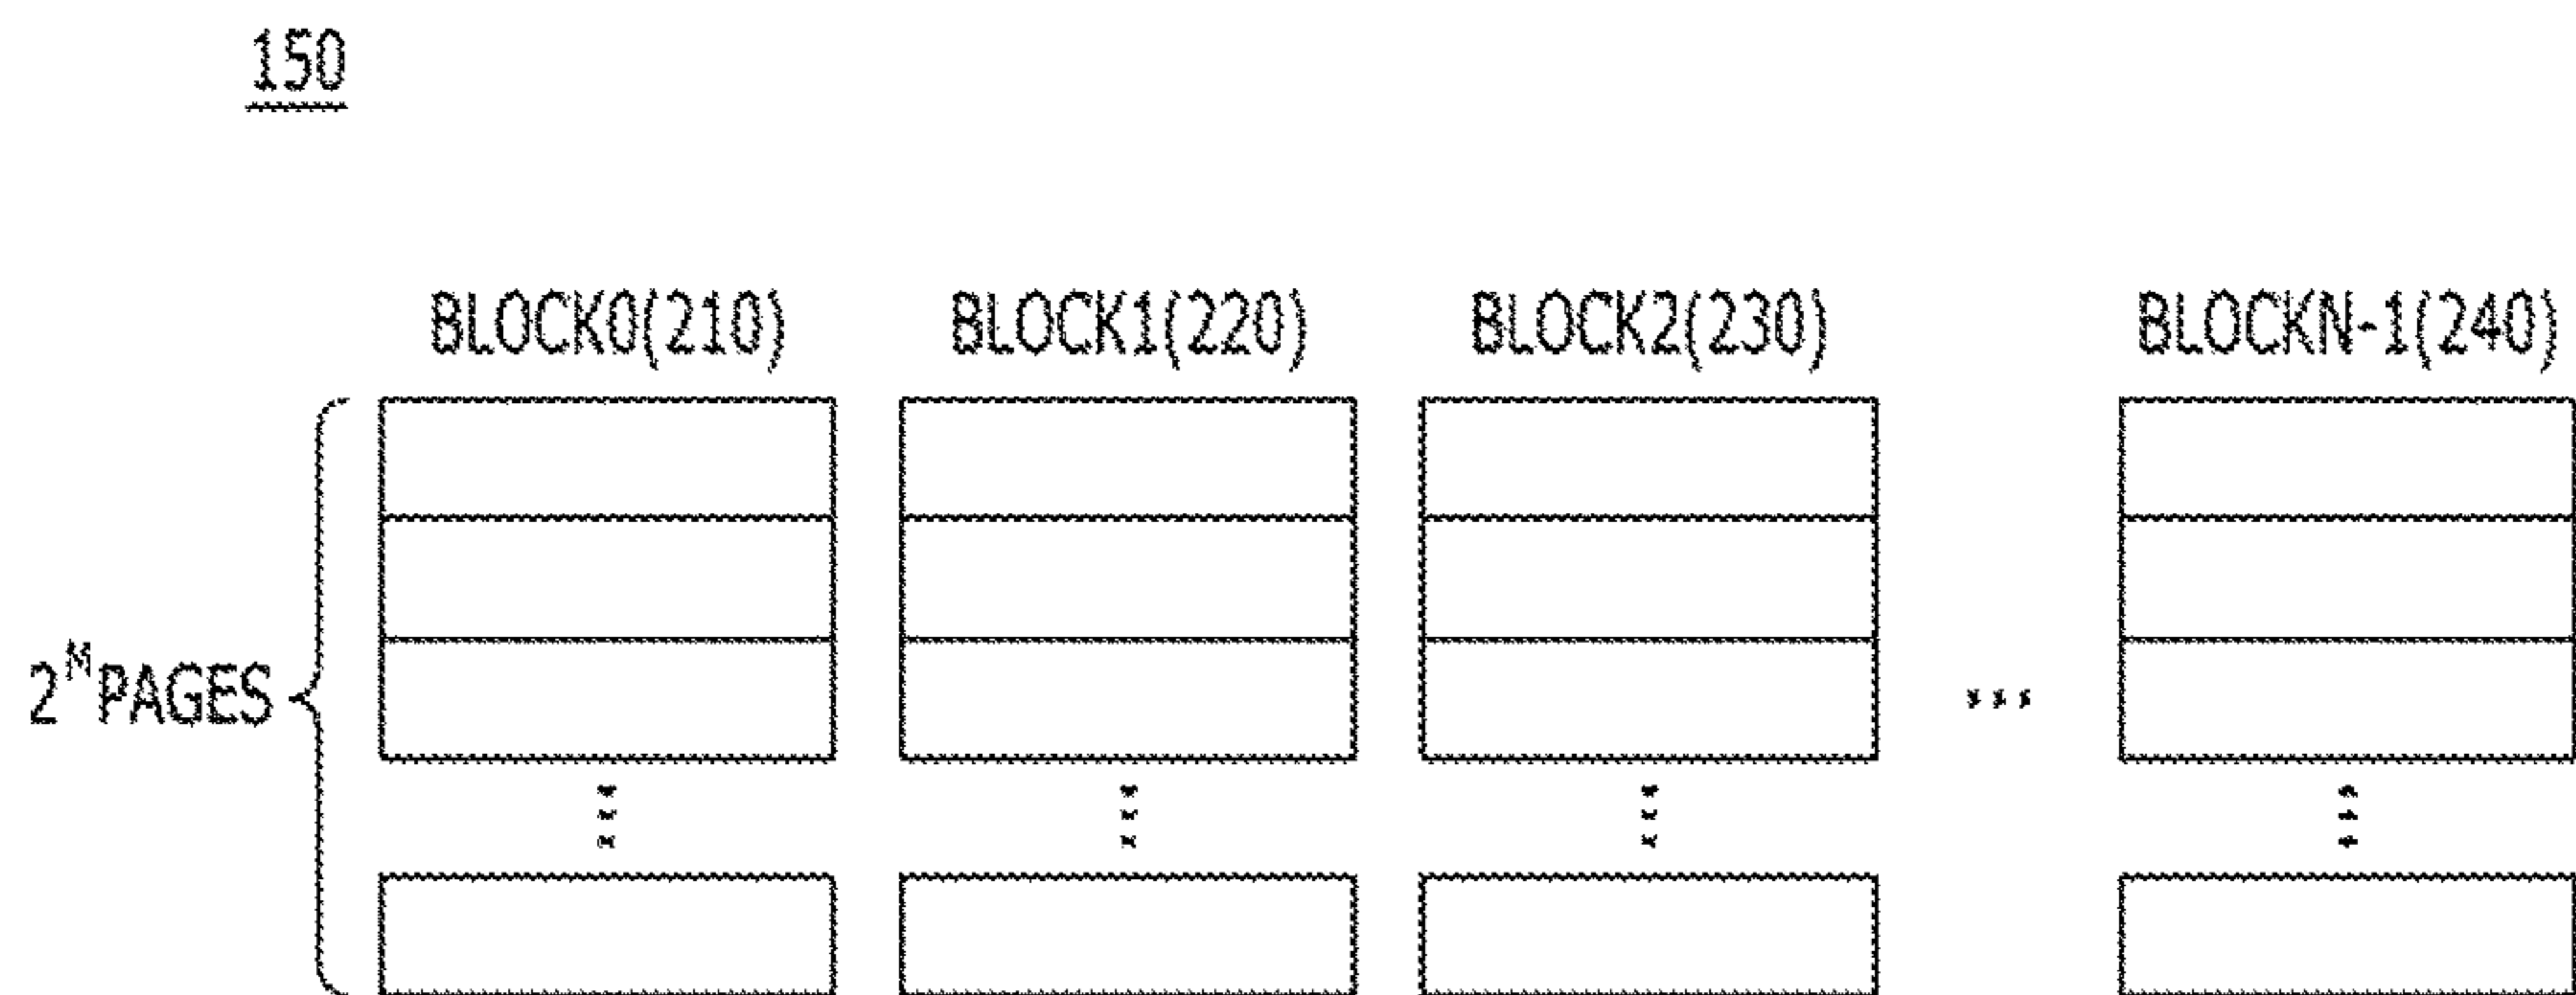 150
BLOCK0(210) BLOCK1(220) BLOCK2(230) BLOCKN-1(240)
2^M PAGES
...